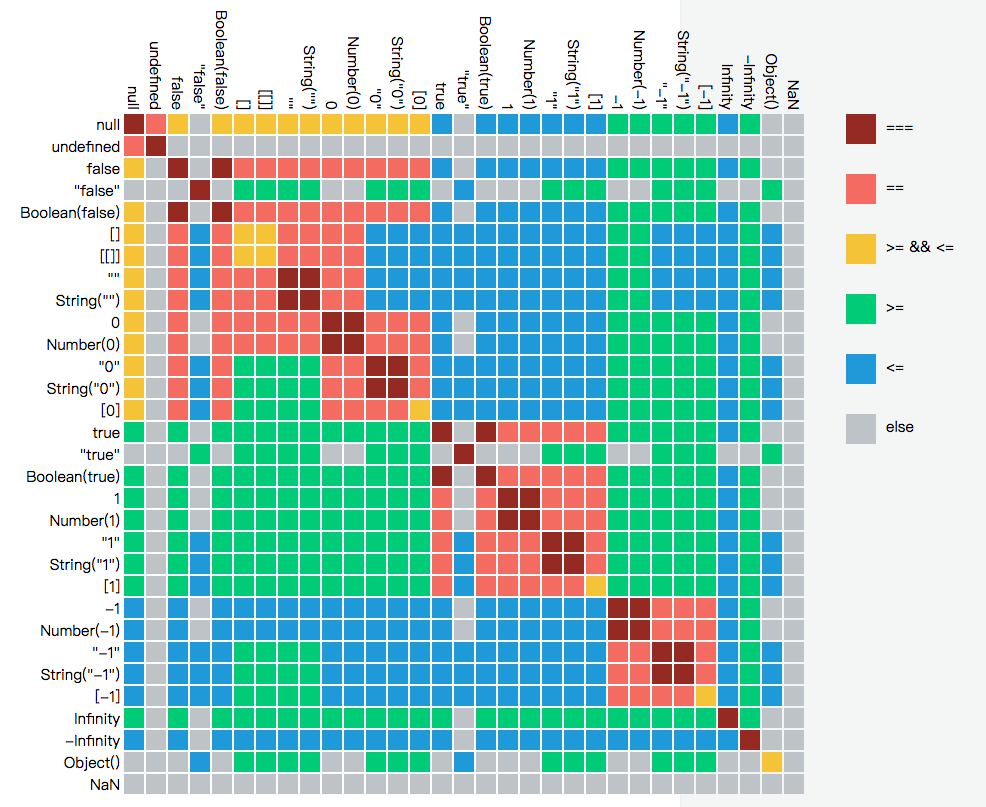 null
undefined
false
"false"
Boolean(false)
[]
[[]]
""
String("")
0
Number(0)
"0"
String("0")
[0]
true
"true"
Boolean(true)
1
Number(1)
"1"
String("1")
[1]
−1
Number(−1)
"−1"
String("−1")
[−1]
Infinity
−Infinity
Object()
NaN
null
undefined
false
"false"
Boolean(false)
[]
[[]]
""
String("")
0
Number(0)
"0"
String("0")
[0]
true
"true"
Boolean(true)
1
Number(1)
"1"
String("1")
[1]
−1
Number(−1)
"−1"
String("−1")
[−1]
Infinity
−Infinity
Object()
NaN
===
==
>= && <=
>=
<=
else